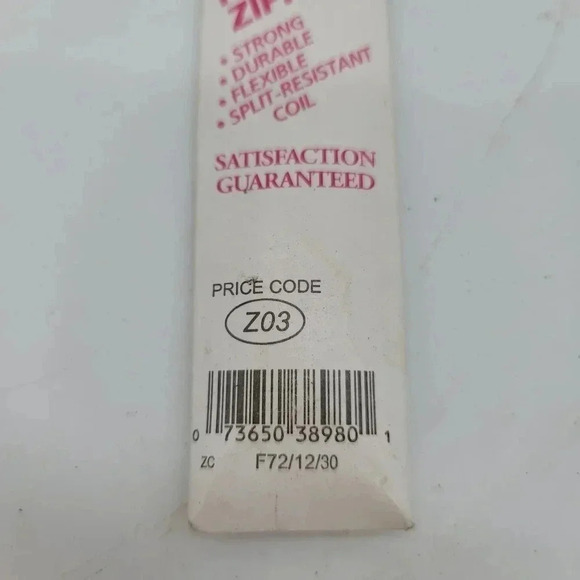 • STRONG
• DURABLE
• FLEXIBLE
• SPLIT-RESISTANT
COIL
SATISFACTION
GUARANTEED
PRICE CODE
Z03
0 73650 38980 1
ZC F72/12/30